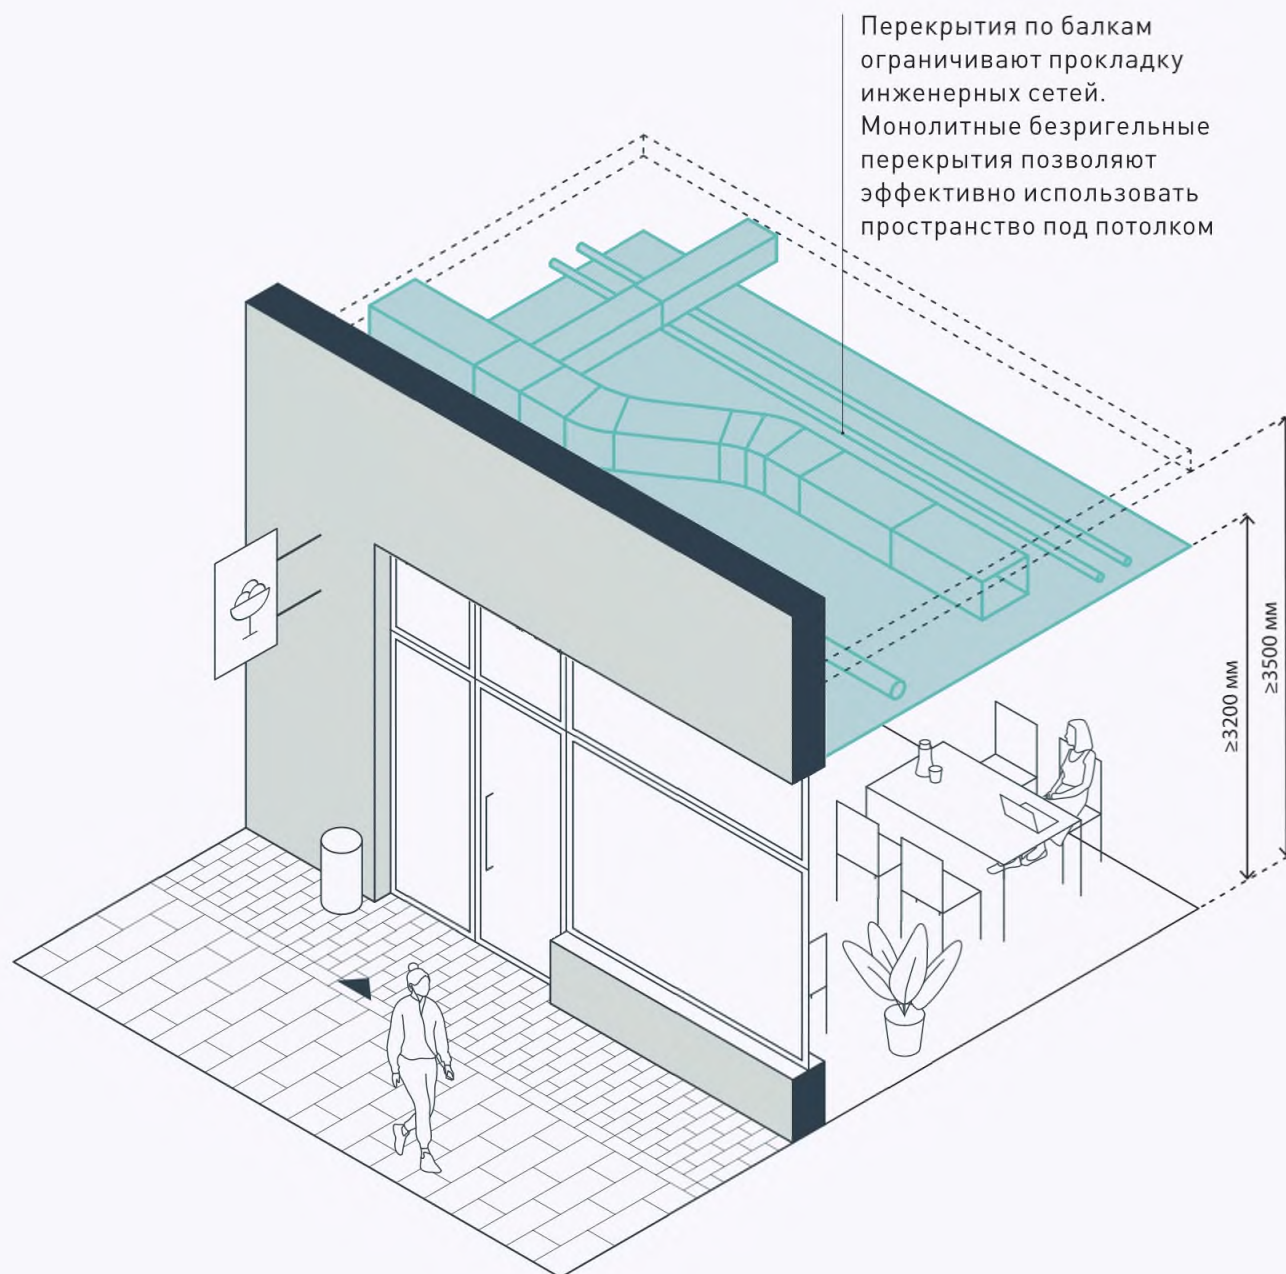 Перекрытия по балкам
ограничивают прокладку
инженерных сетей.
Монолитные безригельные
перекрытия позволяют
эффективно использовать
пространство под потолком
≥3200 мм
≥3500 мм